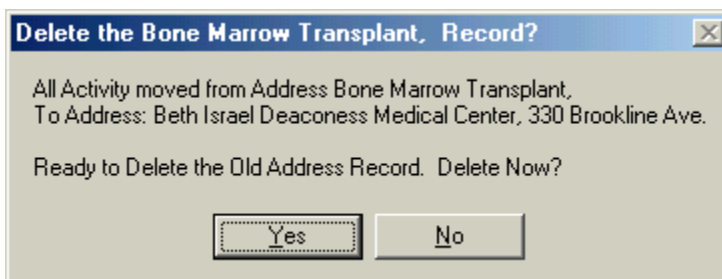 Delete the Bone Marrow Transplant, Record?
All Activity moved from Address Bone Marrow Transplant,
To Address: Beth Israel Deaconess Medical Center, 330 Brookline Ave.
Ready to Delete the Old Address Record. Delete Now?
Yes No